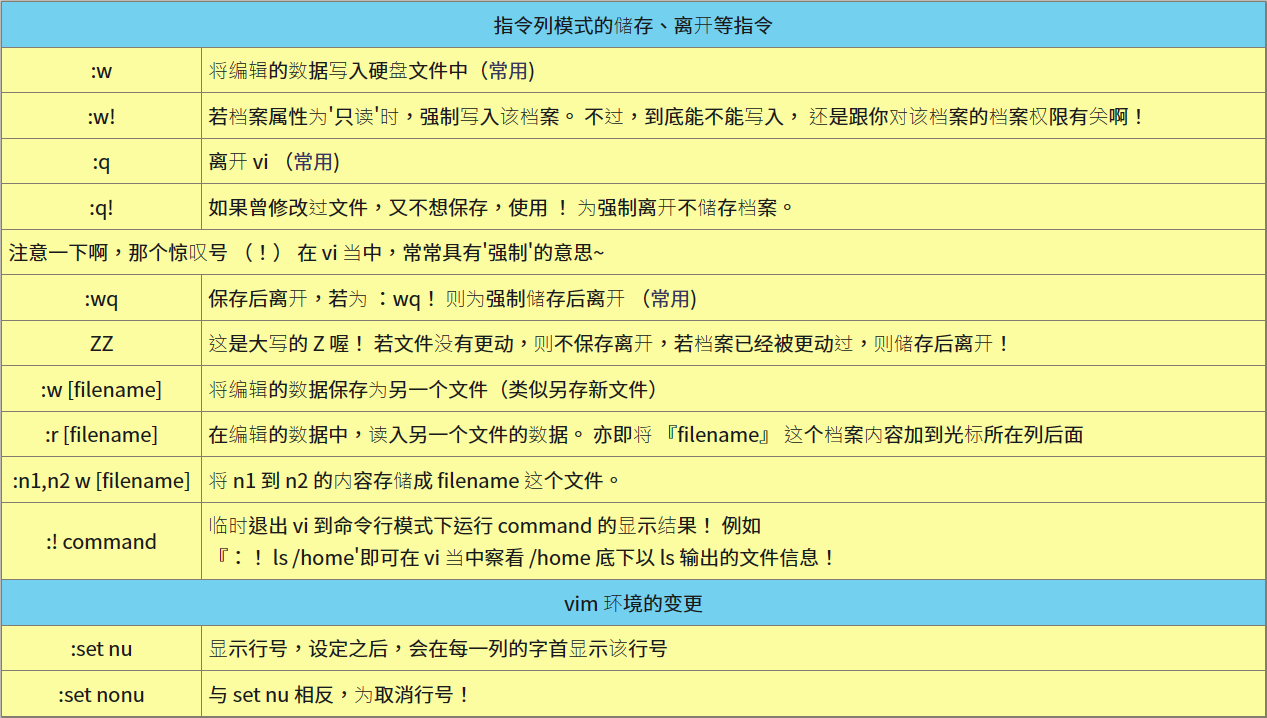 指令列模式的储存、离开等指令
:w 将编辑的数据写入硬盘文件中（常用)
:w! 若档案属性为'只读'时，强制写入该档案。 不过，到底能不能写入， 还是跟你对该档案的档案权限有关啊！
:q 离开 vi （常用)
:q! 如果曾修改过文件，又不想保存，使用 ！ 为强制离开不储存档案。
注意一下啊，那个惊叹号 （！） 在 vi 当中，常常具有'强制'的意思~
:wq 保存后离开，若为 ：wq！ 则为强制储存后离开 （常用)
ZZ 这是大写的 Z 喔！ 若文件没有更动，则不保存离开，若档案已经被更动过，则储存后离开！
:w [filename] 将编辑的数据保存为另一个文件（类似另存新文件）
:r [filename] 在编辑的数据中，读入另一个文件的数据。 亦即将 『filename』 这个档案内容加到光标所在列后面
:n1,n2 w [filename] 将 n1 到 n2 的内容存储成 filename 这个文件。
:! command 临时退出 vi 到命令行模式下运行 command 的显示结果！ 例如
『：！ ls /home'即可在 vi 当中察看 /home 底下以 ls 输出的文件信息！
vim 环境的变更
:set nu 显示行号，设定之后，会在每一列的字首显示该行号
:set nonu 与 set nu 相反，为取消行号！